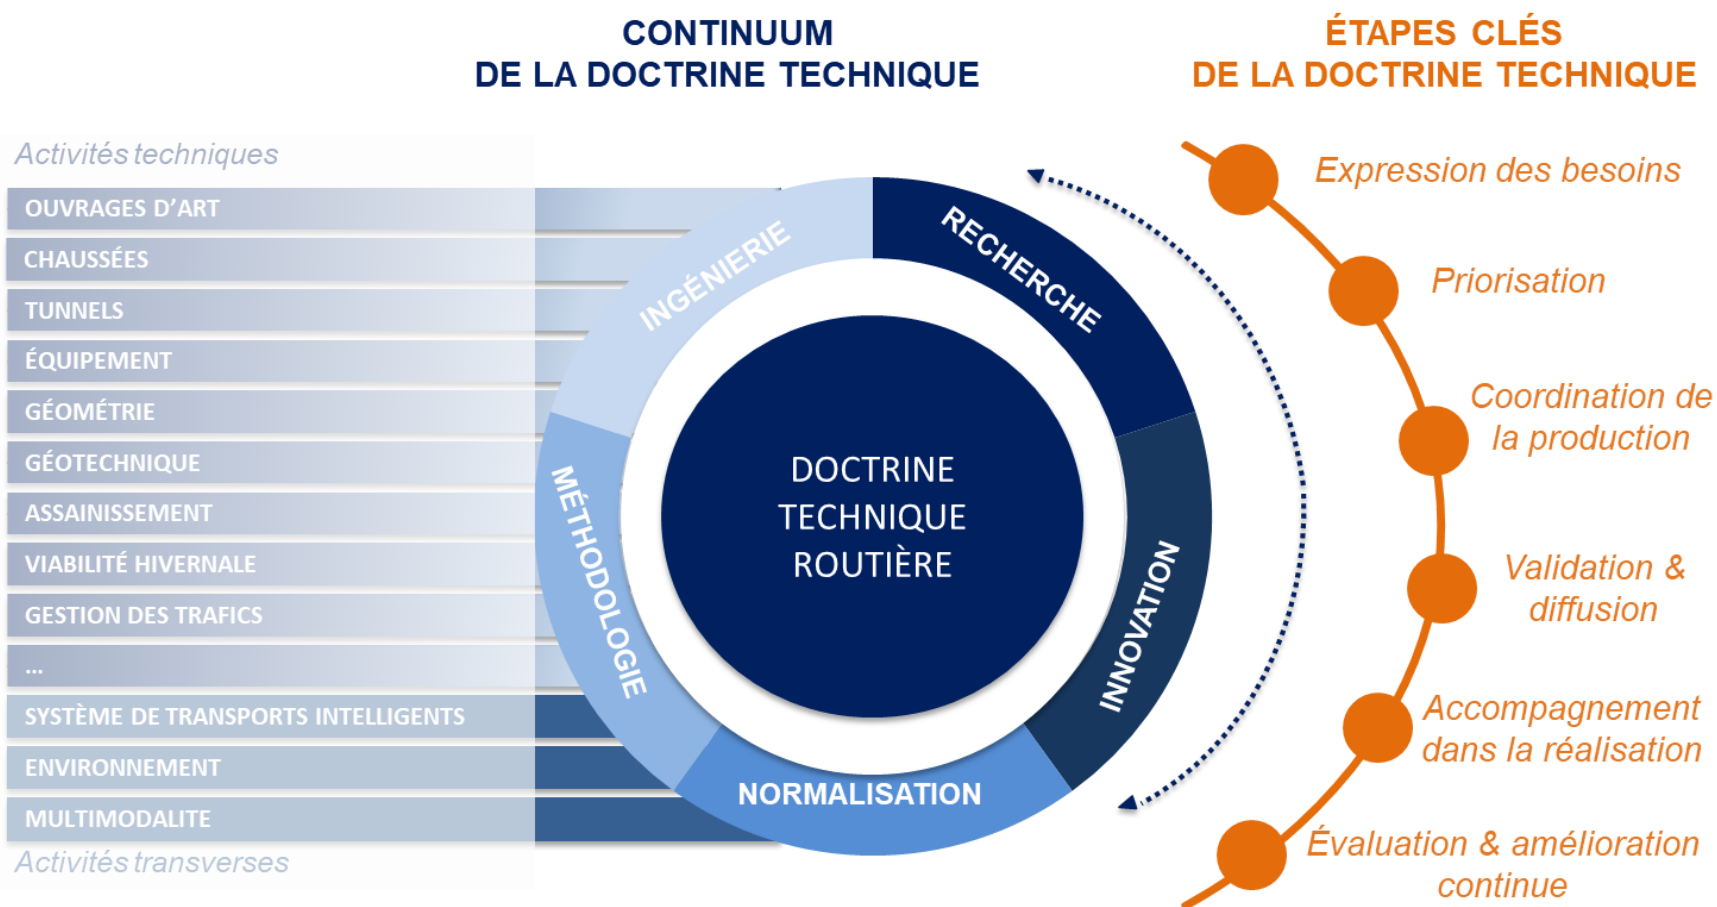 CONTINUUM
DE LA DOCTRINE TECHNIQUE
ÉTAPES CLÉS
DE LA DOCTRINE TECHNIQUE
Activités techniques
OUVRAGES D’ART
CHAUSSÉES
TUNNELS
ÉQUIPEMENT
GÉOMÉTRIE
GÉOTECHNIQUE
ASSAINISSEMENT
VIABILITÉ HIVERNALE
GESTION DES TRAFICS
...
SYSTÈME DE TRANSPORTS INTELLIGENTS
ENVIRONNEMENT
MULTIMODALITE
Activités transverses
INGÉNIERIE
RECHERCHE
INNOVATION
NORMALISATION
MÉTHODOLOGIE
DOCTRINE
TECHNIQUE
ROUTIÈRE
Expression des besoins
Priorisation
Coordination de
la production
Validation &
diffusion
Accompagnement
dans la réalisation
Évaluation & amélioration
continue